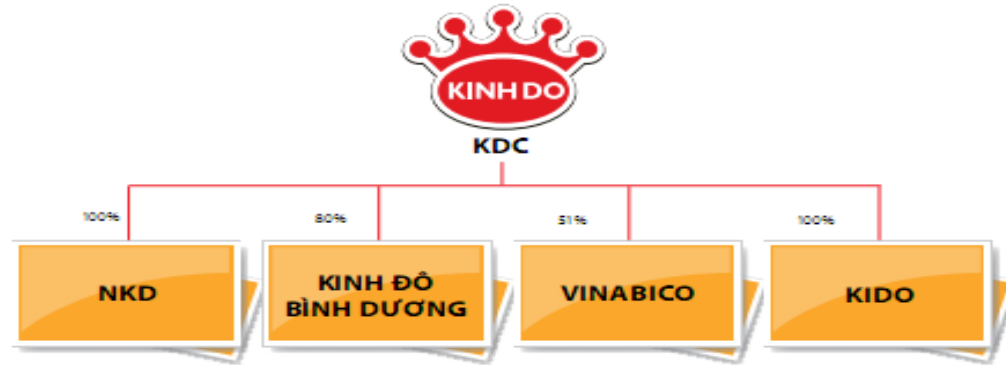 KINH DO
KDC
100%
80%
51%
100%
NKD
KINH ĐÔ
BÌNH DƯƠNG
VINABICO
KIDO